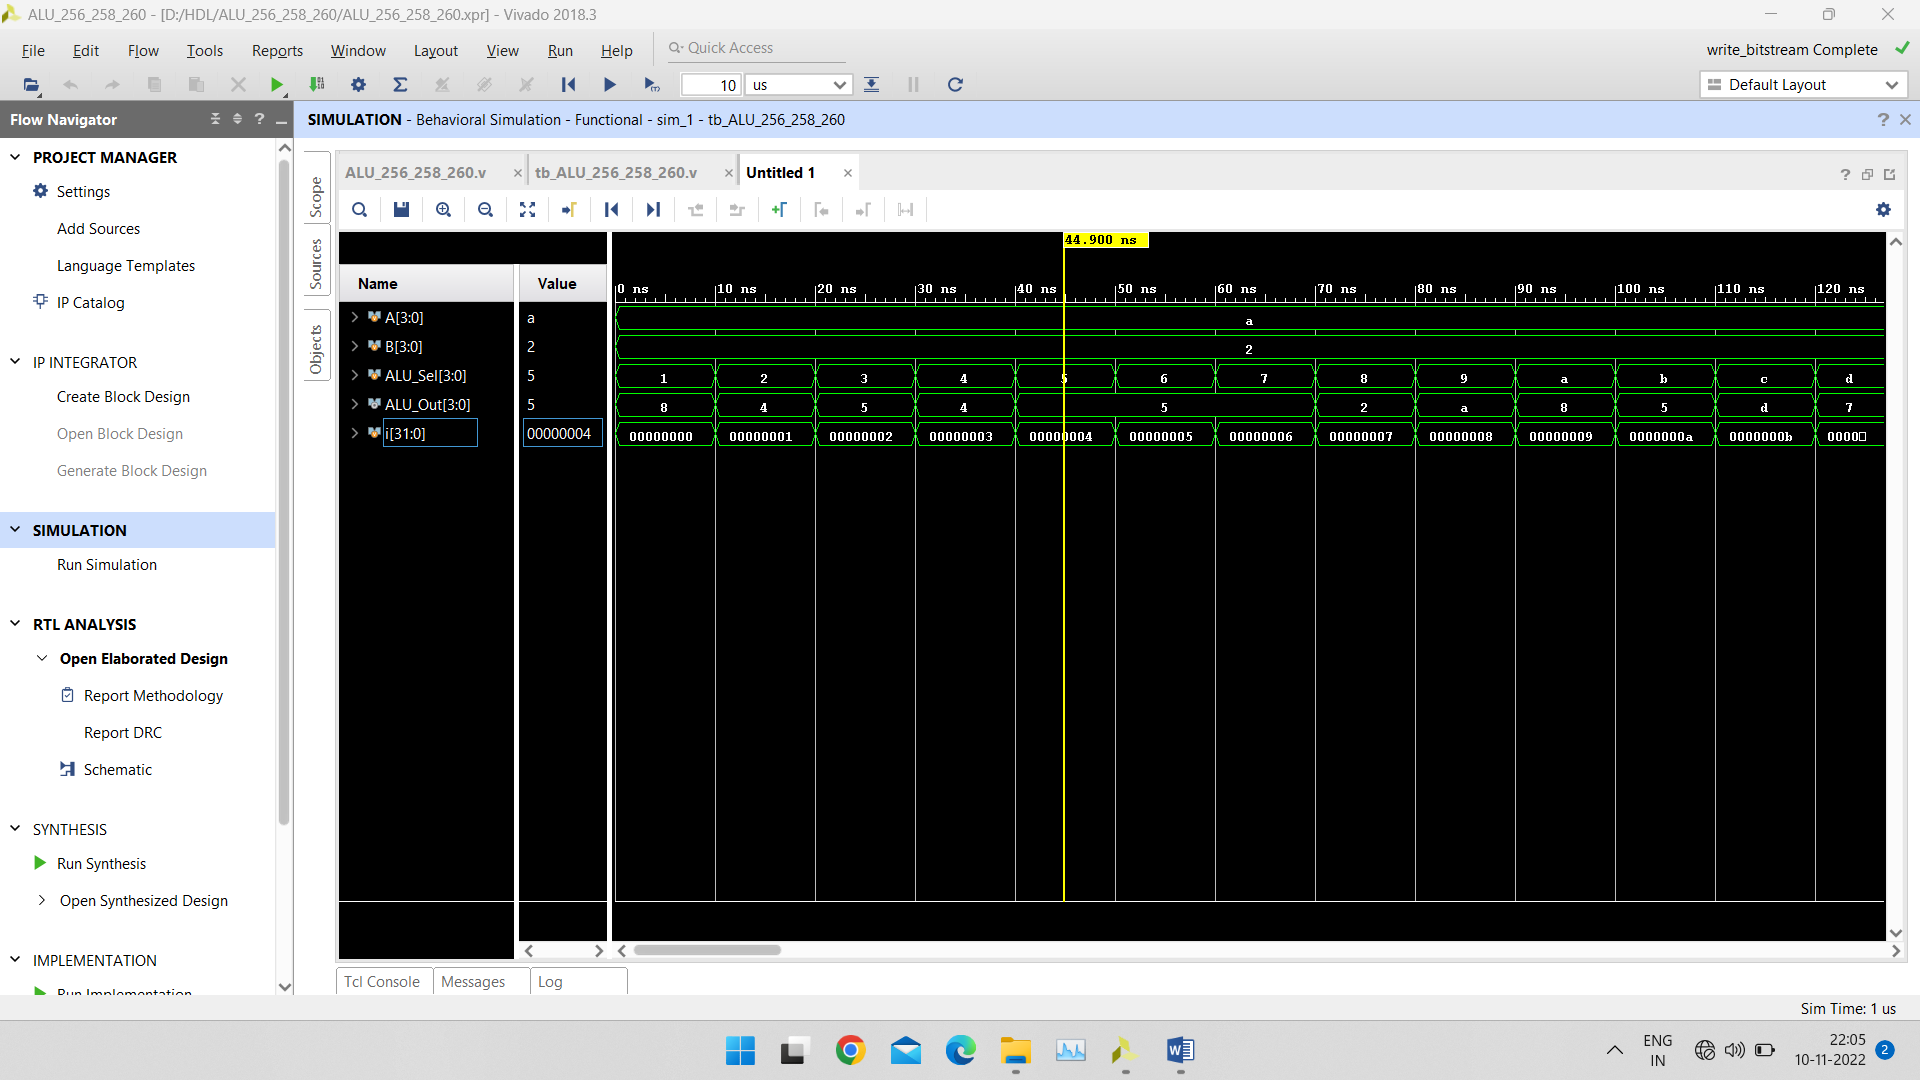 ALU_256_258_260 - [D:/HDL/ALU_256_258_260/ALU_256_258_260.xpr] - Vivado 2018.3
File Edit Flow Tools Reports Window Layout View Run Help Quick Access
write_bitstream Complete
10 us
Default Layout
Flow Navigator
PROJECT MANAGER
Settings
Add Sources
Language Templates
IP Catalog
IP INTEGRATOR
Create Block Design
Open Block Design
Generate Block Design
SIMULATION
Run Simulation
RTL ANALYSIS
Open Elaborated Design
Report Methodology
Report DRC
Schematic
SYNTHESIS
Run Synthesis
Open Synthesized Design
IMPLEMENTATION
Run Implementation
SIMULATION - Behavioral Simulation - Functional - sim_1 - tb_ALU_256_258_260
Scope
Sources
Objects
ALU_256_258_260.v tb_ALU_256_258_260.v Untitled 1
44.900 ns
Name Value
0 ns 10 ns 20 ns 30 ns 40 ns 50 ns 60 ns 70 ns 80 ns 90 ns 100 ns 110 ns 120 ns
A[3:0] a a
B[3:0] 2 2
ALU_Sel[3:0] 5 1 2 3 4 5 6 7 8 9 a b c d
ALU_Out[3:0] 5 8 4 5 4 5 2 a 8 5 d 7
i[31:0] 00000004 00000000 00000001 00000002 00000003 00000004 00000005 00000006 00000007 00000008 00000009 0000000a 0000000b 0000
Tcl Console Messages Log
Sim Time: 1 us
ENG
IN
22:05
10-11-2022
2